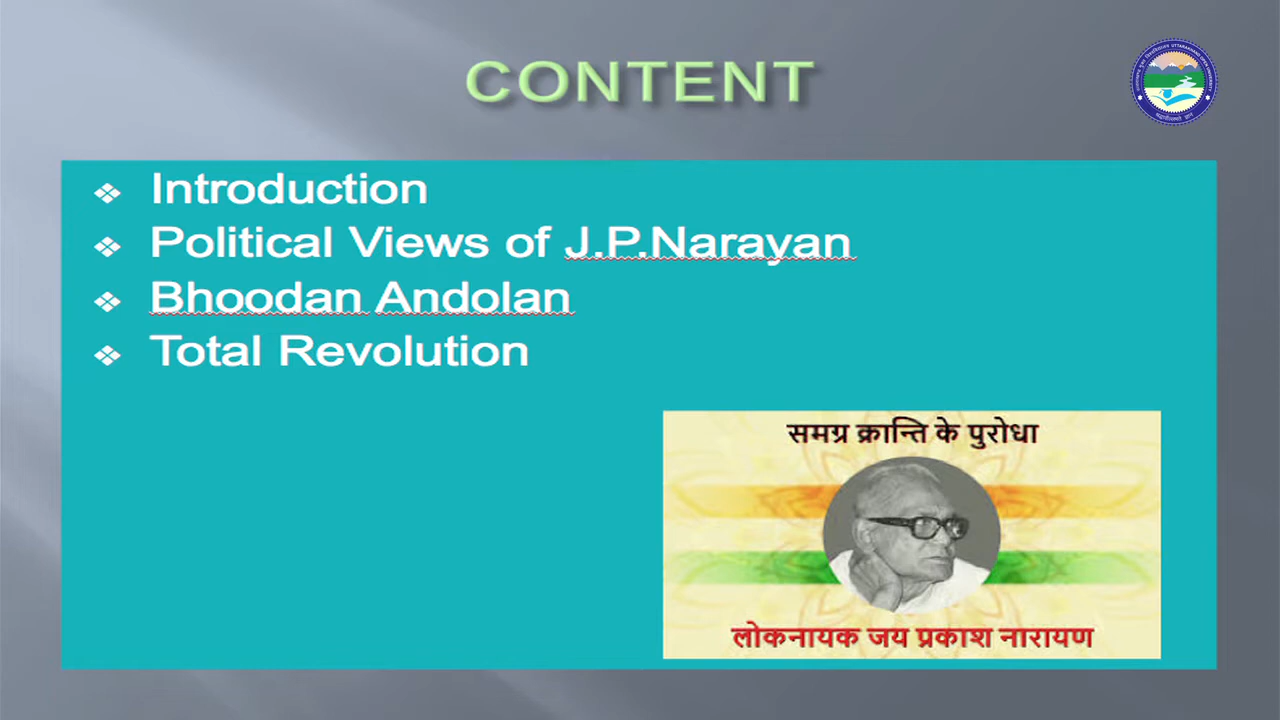 CONTENT
Introduction
Political Views of J.P.Narayan
Bhoodan Andolan
Total Revolution
समग्र क्रान्ति के पुरोधा
लोकनायक जय प्रकाश नारायण